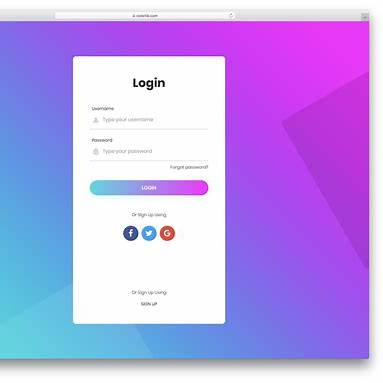 colorlib.com
Login
Username
Type your username
Password
Type your password
Forgot password?
LOGIN
Or Sign Up Using
f
G
Or Sign Up Using
SIGN UP